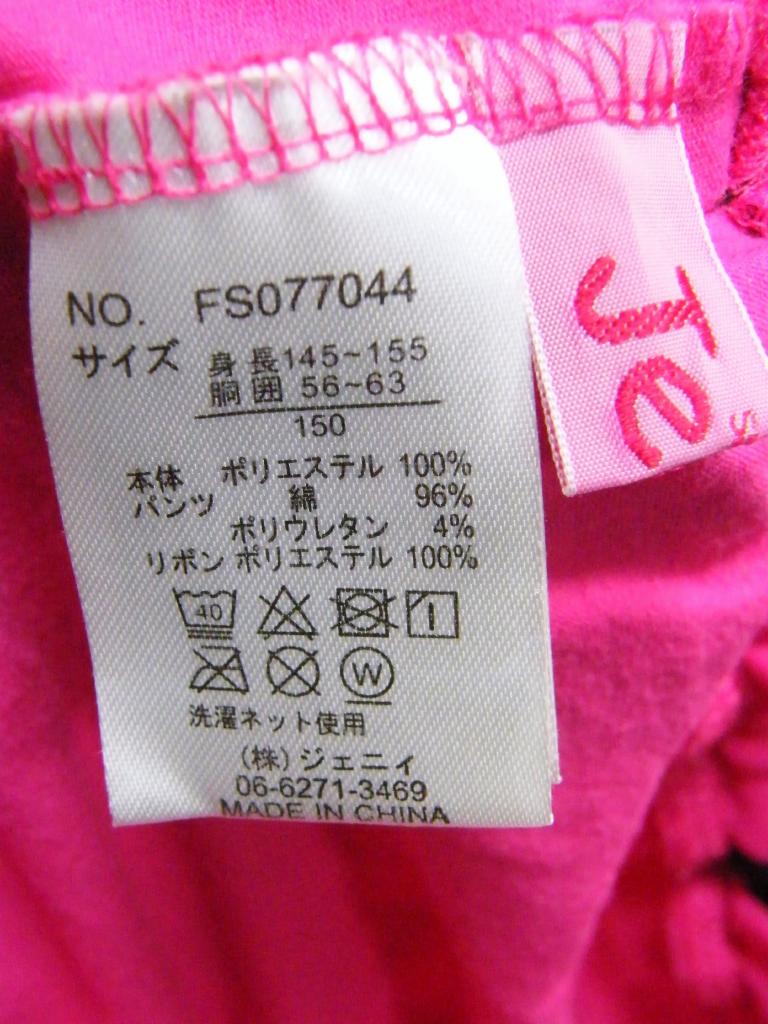 NO. FS077044
サイズ 身長145~155
胴囲 56~63
150
本体 ポリエステル 100%
パンツ 綿 96%
ポリウレタン 4%
リボン ポリエステル 100%
40
W
洗濯ネット使用
(株)ジェニィ
06-6271-3469
MADE IN CHINA
Je